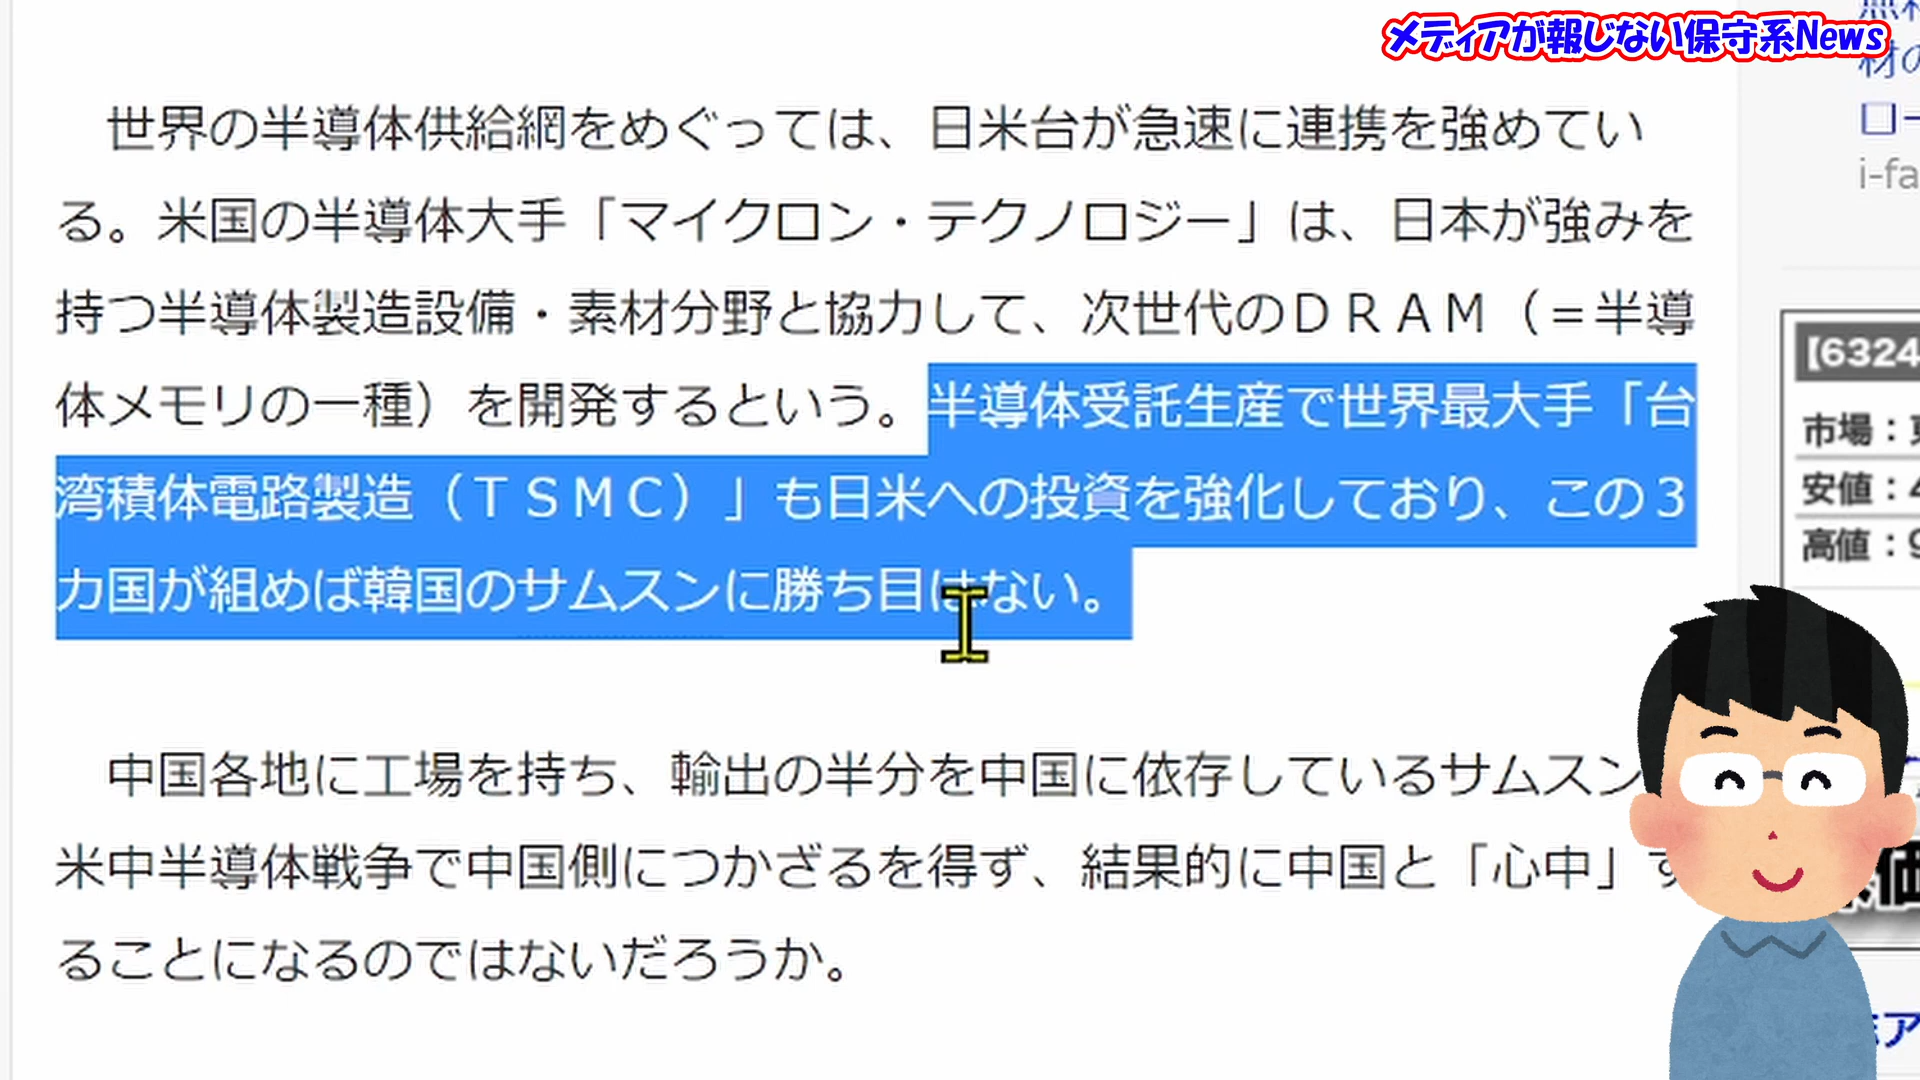 メディアが報じない保守系News
世界の半導体供給網をめぐっては、日米台が急速に連携を強めてい
る。米国の半導体大手「マイクロン・テクノロジー」は、日本が強みを
持つ半導体製造設備・素材分野と協力して、次世代のＤＲＡＭ（＝半導
体メモリの一種）を開発するという。半導体受託生産で世界最大手「台
湾積体電路製造（ＴＳＭＣ）」も日米への投資を強化しており、この３
カ国が組めば韓国のサムスンに勝ち目はない。
中国各地に工場を持ち、輸出の半分を中国に依存しているサムスン
米中半導体戦争で中国側につかざるを得ず、結果的に中国と「心中」す
ることになるのではないだろうか。
材の
ロー
i-fa
【6324
市場：東
安値：4
高値：9
価
ア